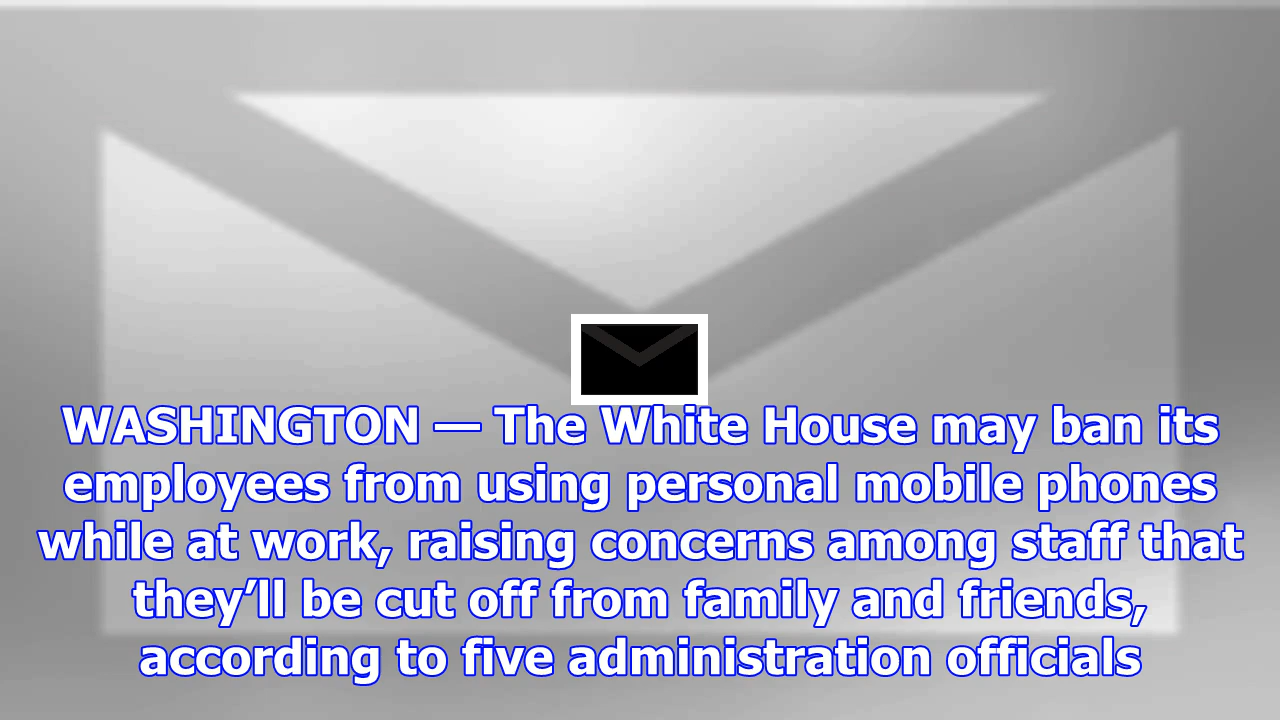 WASHINGTON — The White House may ban its
employees from using personal mobile phones
while at work, raising concerns among staff that
they’ll be cut off from family and friends,
according to five administration officials